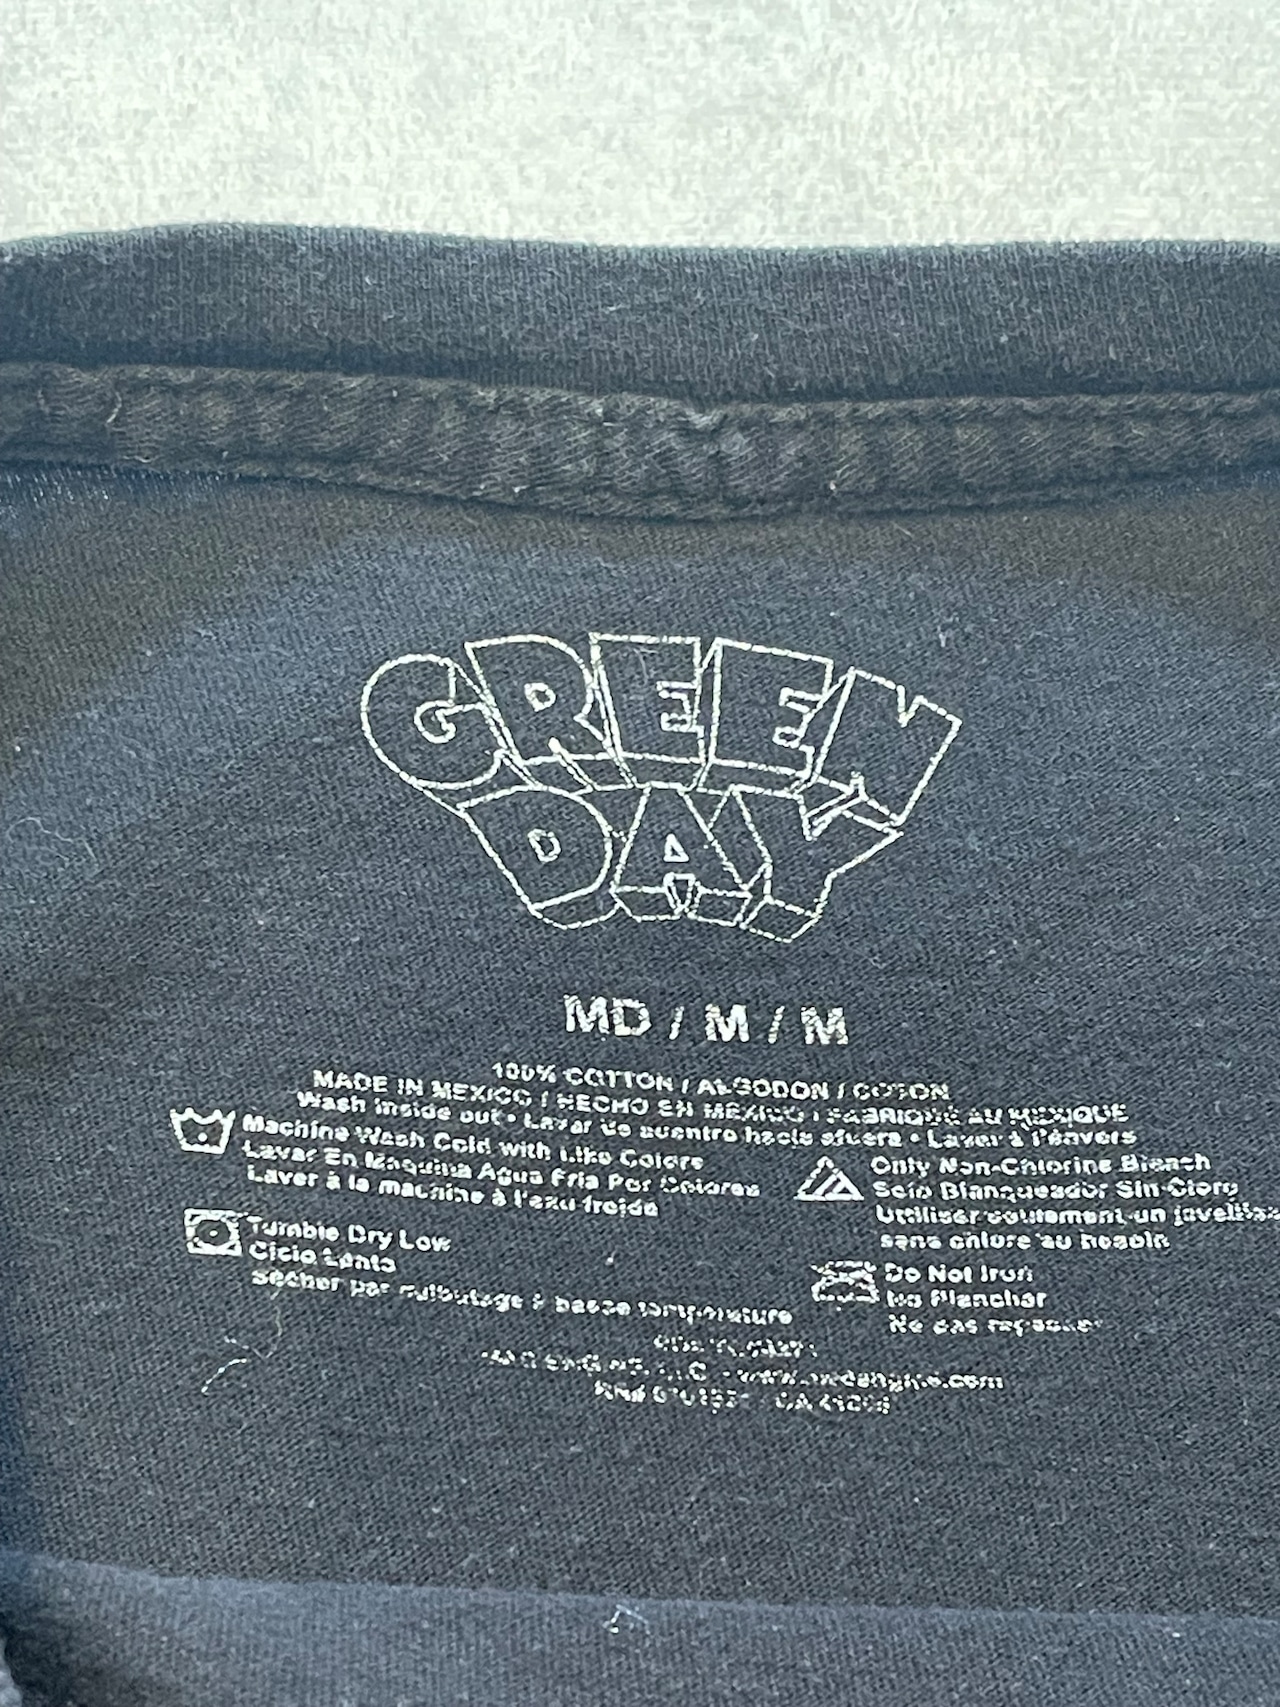 GREEN
DAY
MD / M / M
100% COTTON / ALGODON / COTON
MADE IN MEXICO / HECHO EN MEXICO / FABRIQUÉ AU MEXIQUE
Wash inside out • Lavar de adentro hacia afuera • Laver à l'envers
Machine Wash Cold with Like Colors
Lavar En Maquina Agua Fria Por Colores
Laver à la machine à l'eau froide
Only Non-Chlorine Bleach
Solo Blanqueador Sin Cloro
Utiliser seulement un javellisant
sans chlore au besoin
Tumble Dry Low
Ciclo Lento
Sécher par culbutage à basse température
Do Not Iron
No Planchar
Ne pas repasser